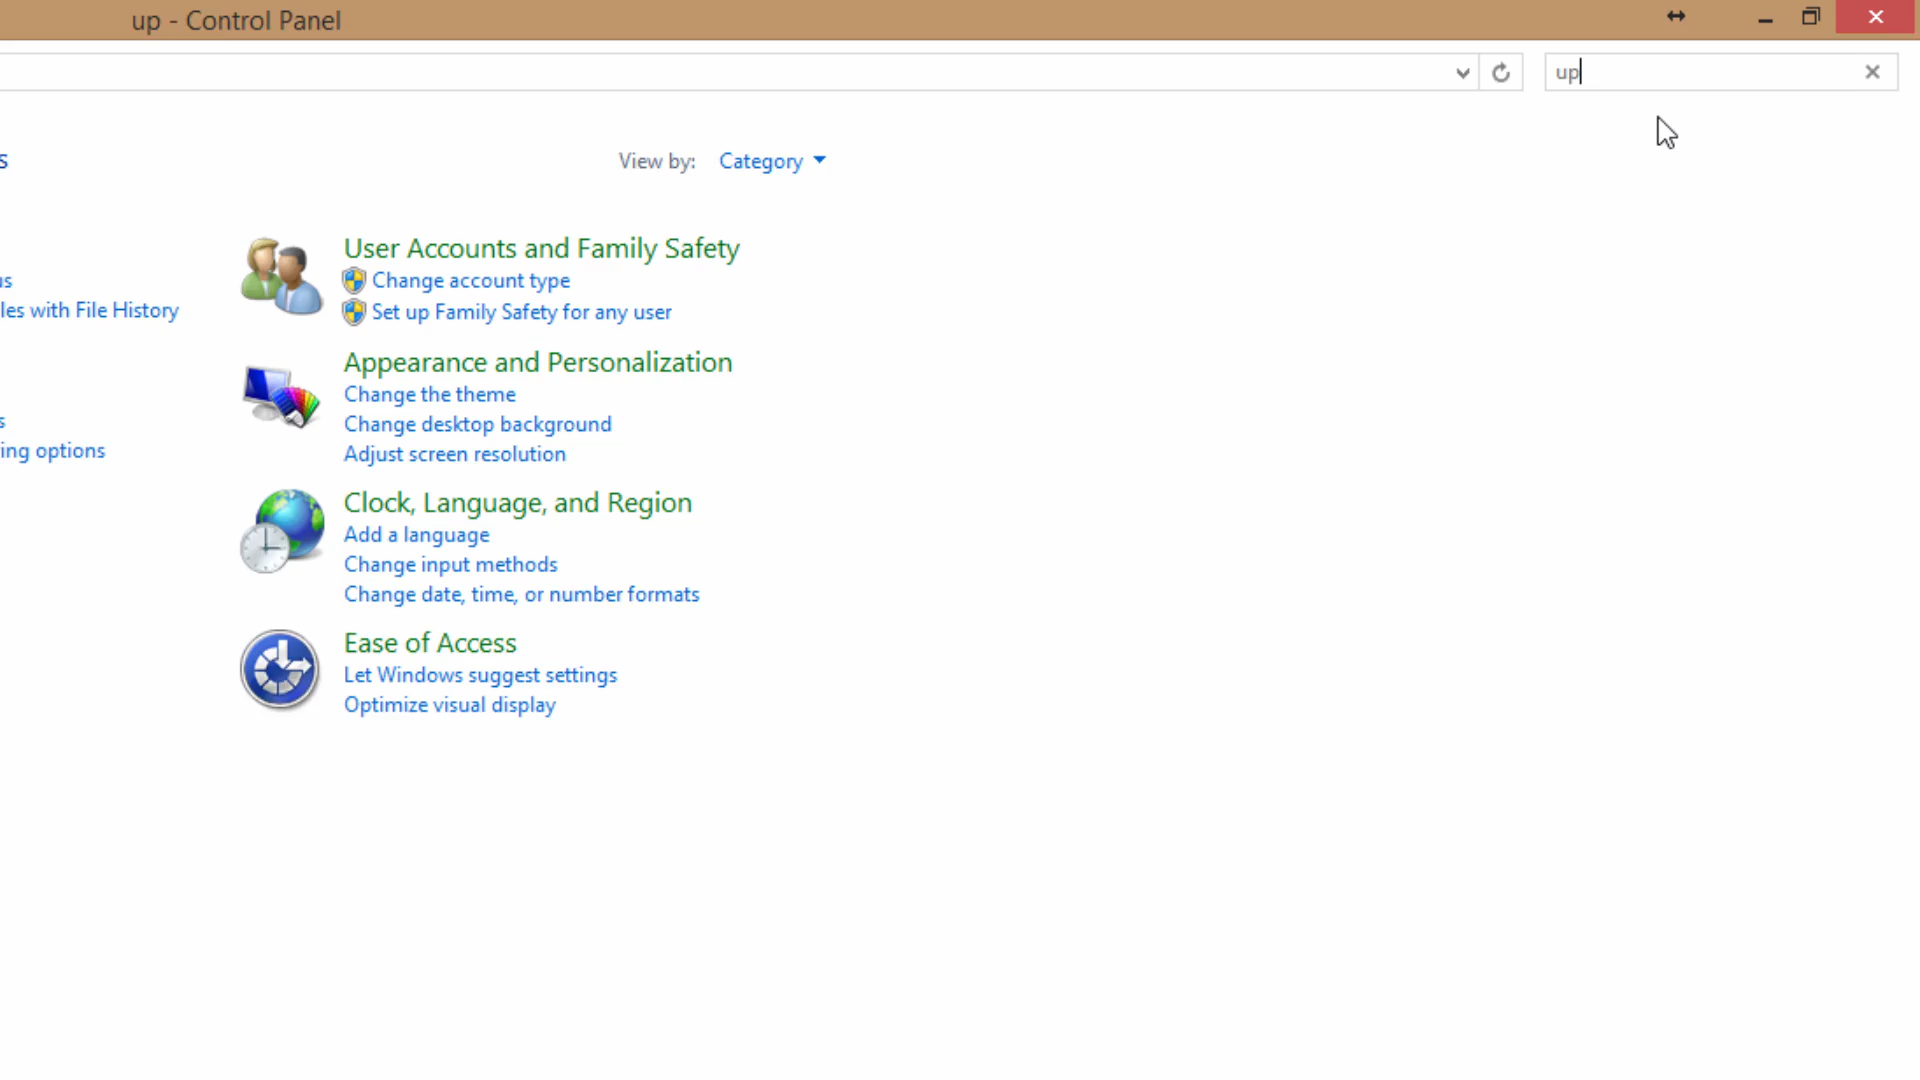 up - Control Panel
up
s
View by: Category
User Accounts and Family Safety
Change account type
Set up Family Safety for any user
us
les with File History
Appearance and Personalization
Change the theme
Change desktop background
Adjust screen resolution
s
ing options
Clock, Language, and Region
Add a language
Change input methods
Change date, time, or number formats
Ease of Access
Let Windows suggest settings
Optimize visual display